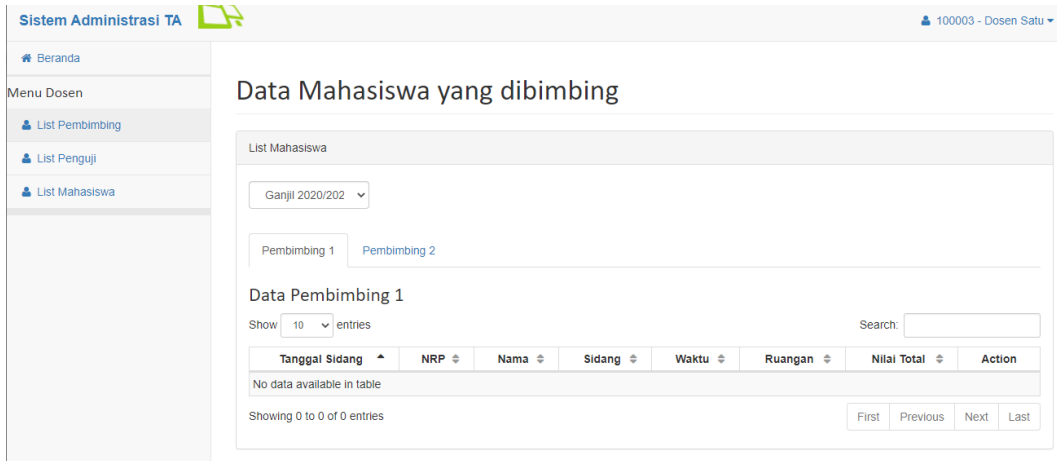 Sistem Administrasi TA
100003 - Dosen Satu
Beranda
Menu Dosen
List Pembimbing
List Penguji
List Mahasiswa
Data Mahasiswa yang dibimbing
List Mahasiswa
Ganjil 2020/202
Pembimbing 1 Pembimbing 2
Data Pembimbing 1
Show 10 entries Search:
Tanggal Sidang NRP Nama Sidang Waktu Ruangan Nilai Total Action
No data available in table
Showing 0 to 0 of 0 entries First Previous Next Last